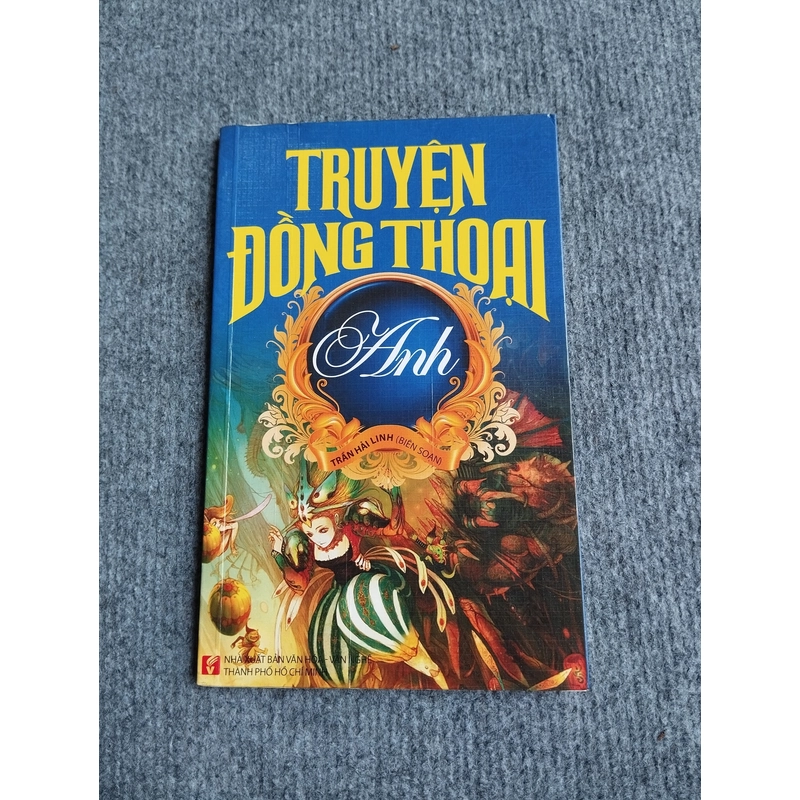 TRUYỆN
ĐỒNG THOẠI
Anh
TRẦN HẢI LINH (BIÊN SOẠN)
NHÀ XUẤT BẢN VĂN HÓA - VĂN NGHỆ
THÀNH PHỐ HỒ CHÍ MINH